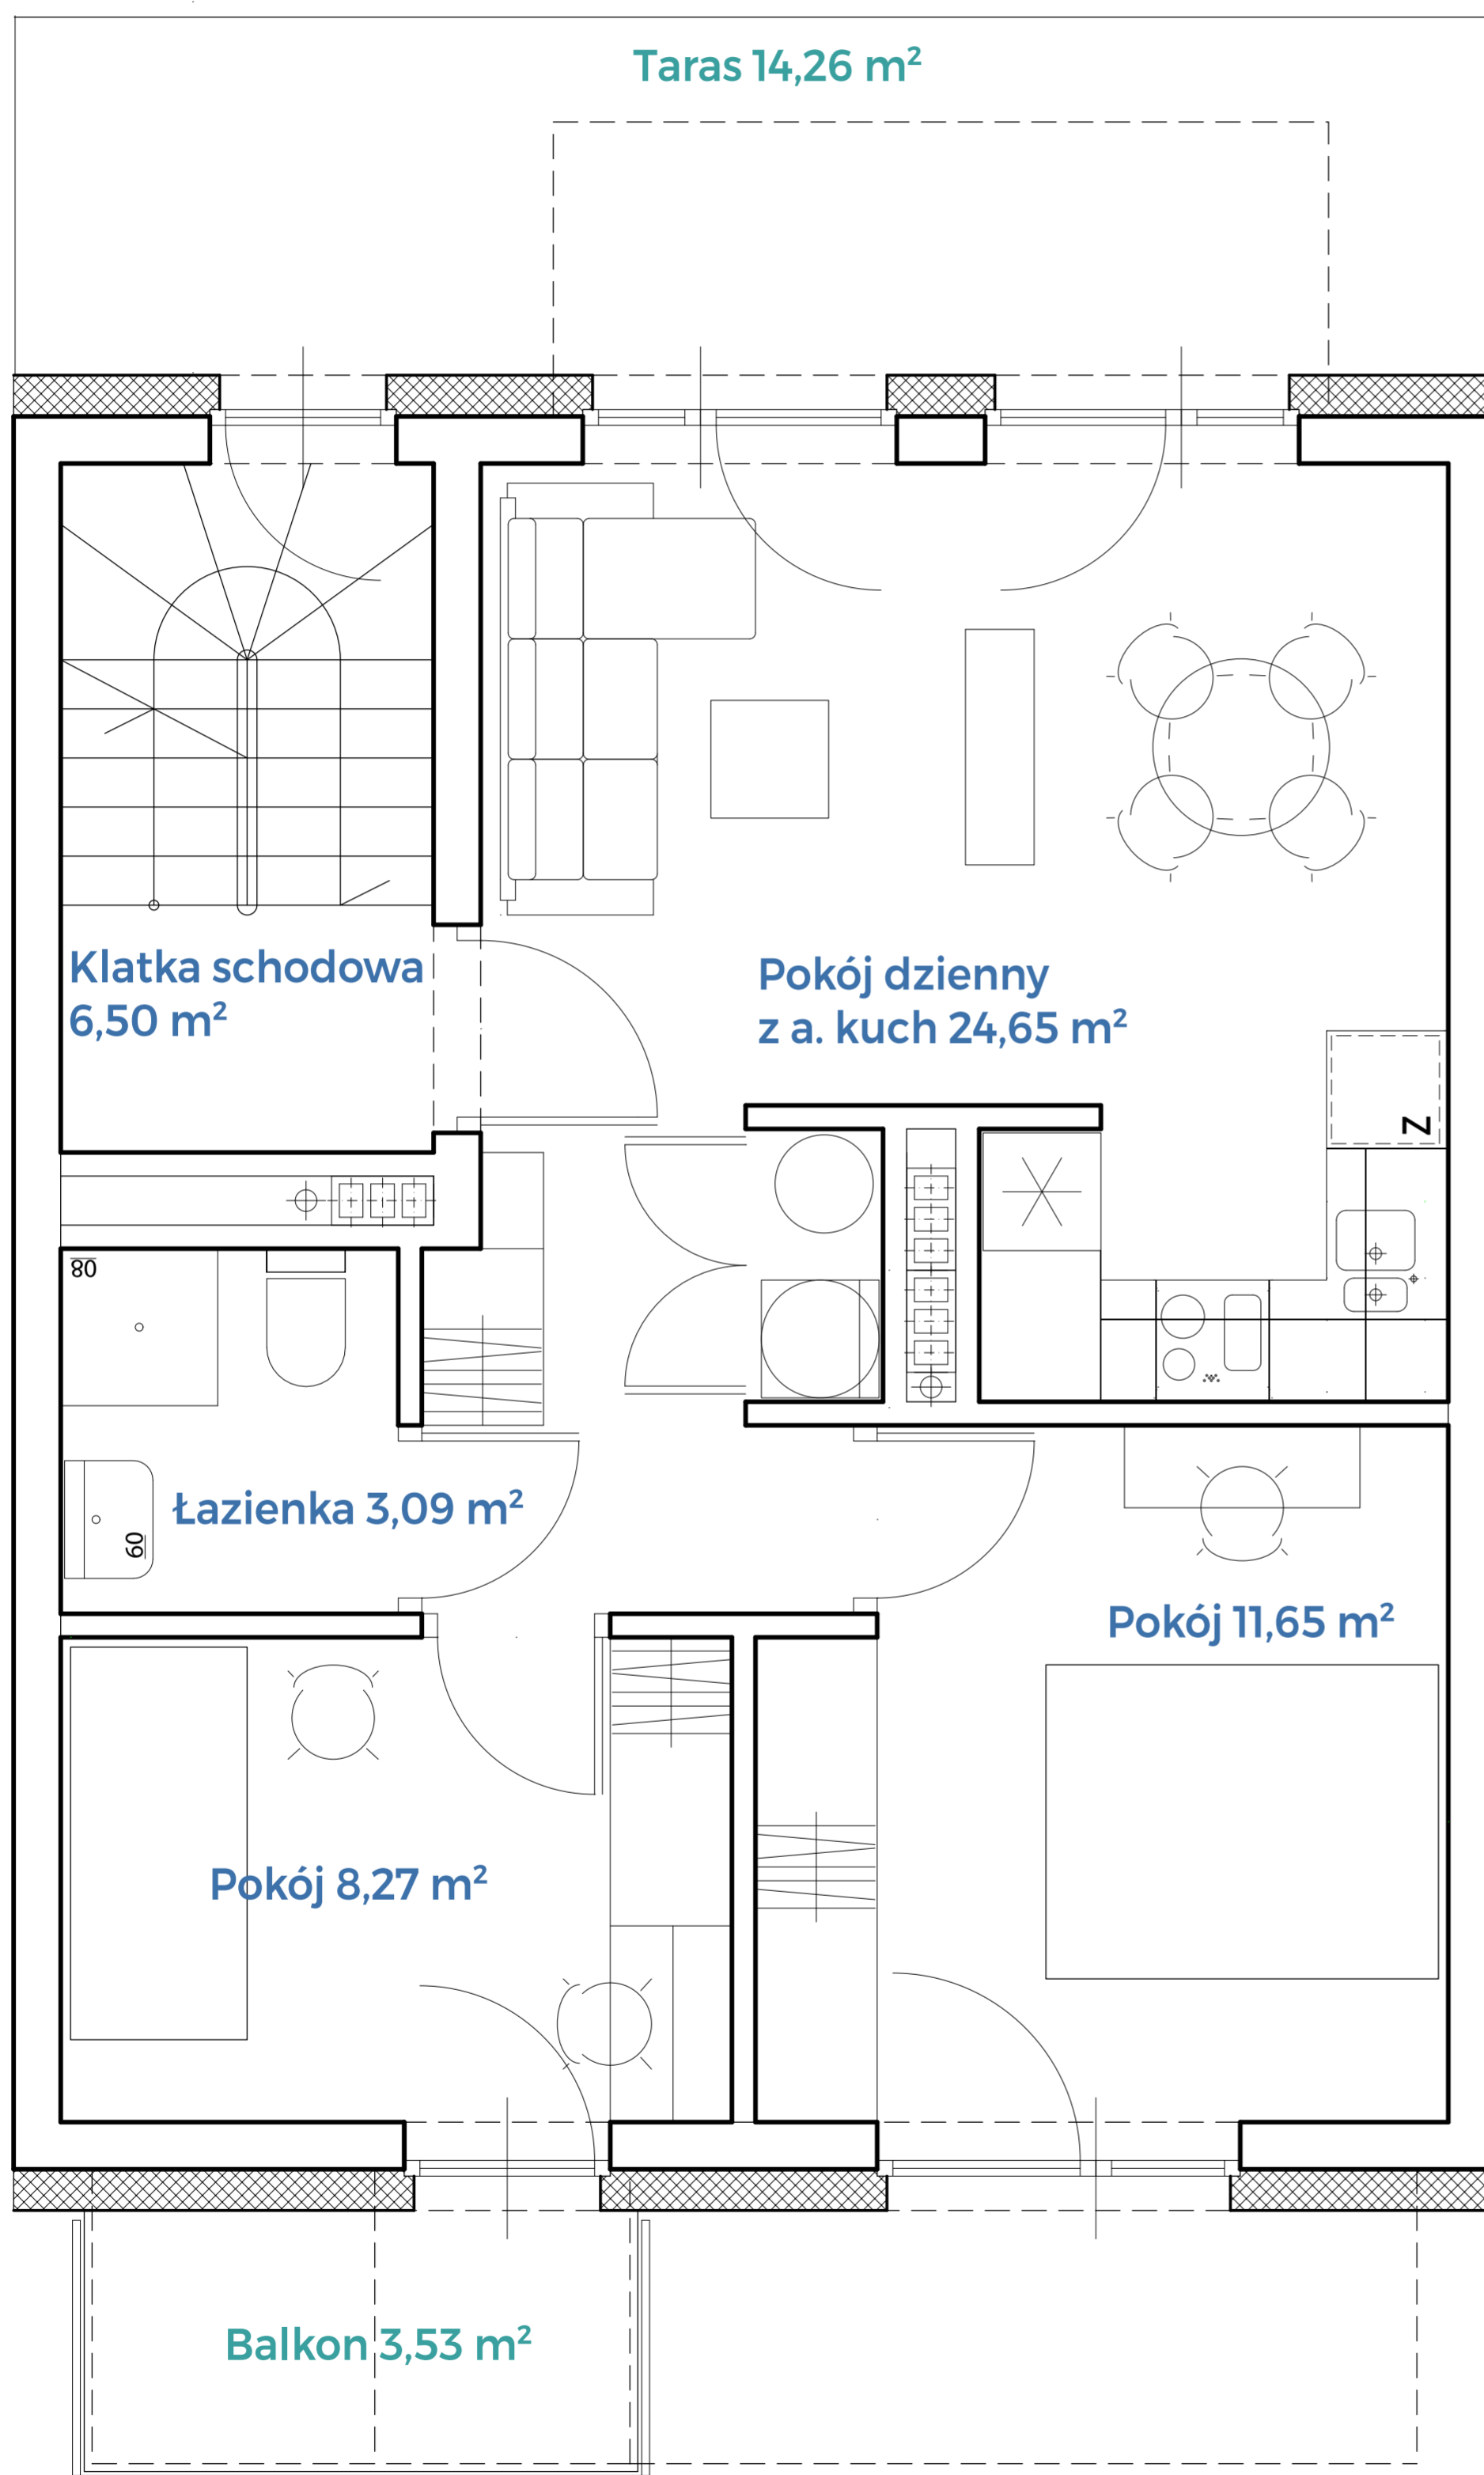 Taras 14,26 m²
Klatka schodowa
6,50 m²
Pokój dzienny
z a. kuch 24,65 m²
Z
80
Łazienka 3,09 m²
60
Pokój 11,65 m²
Pokój 8,27 m²
Balkon 3,53 m²